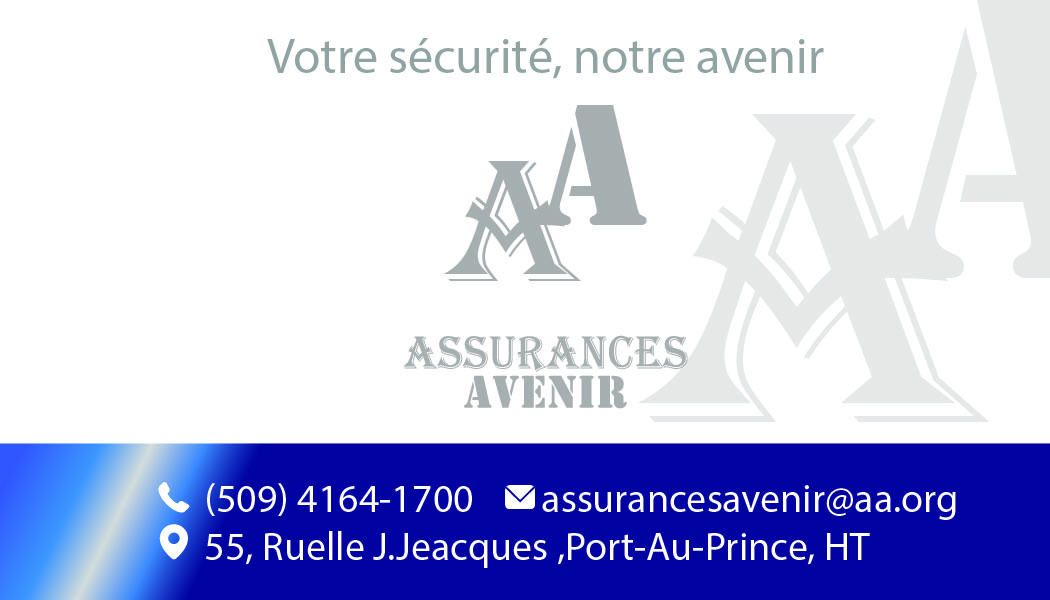 Votre sécurité, notre avenir
AA
ASSURANCES
AVENIR
(509) 4164-1700 assurancesavenir@aa.org
55, Ruelle J.Jeacques ,Port-Au-Prince, HT